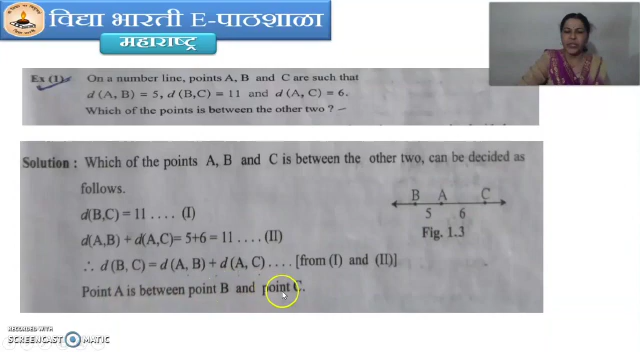 विद्या भारती E-पाठशाळा
महाराष्ट्र
Ex (1) On a number line, points A, B and C are such that
d (A, B) = 5, d (B,C) = 11 and d (A, C) = 6.
Which of the points is between the other two ? –
Solution : Which of the points A, B and C is between the other two, can be decided as
follows.
B A C
5 6
Fig. 1.3
d(B,C) = 11 .... (I)
d(A,B) + d(A,C)= 5+6 = 11 .... (II)
∴ d (B, C) = d (A, B) + d (A, C) .... [from (I) and (II)]
Point A is between point B and point C.
RECORDED WITH
SCREENCAST MATIC